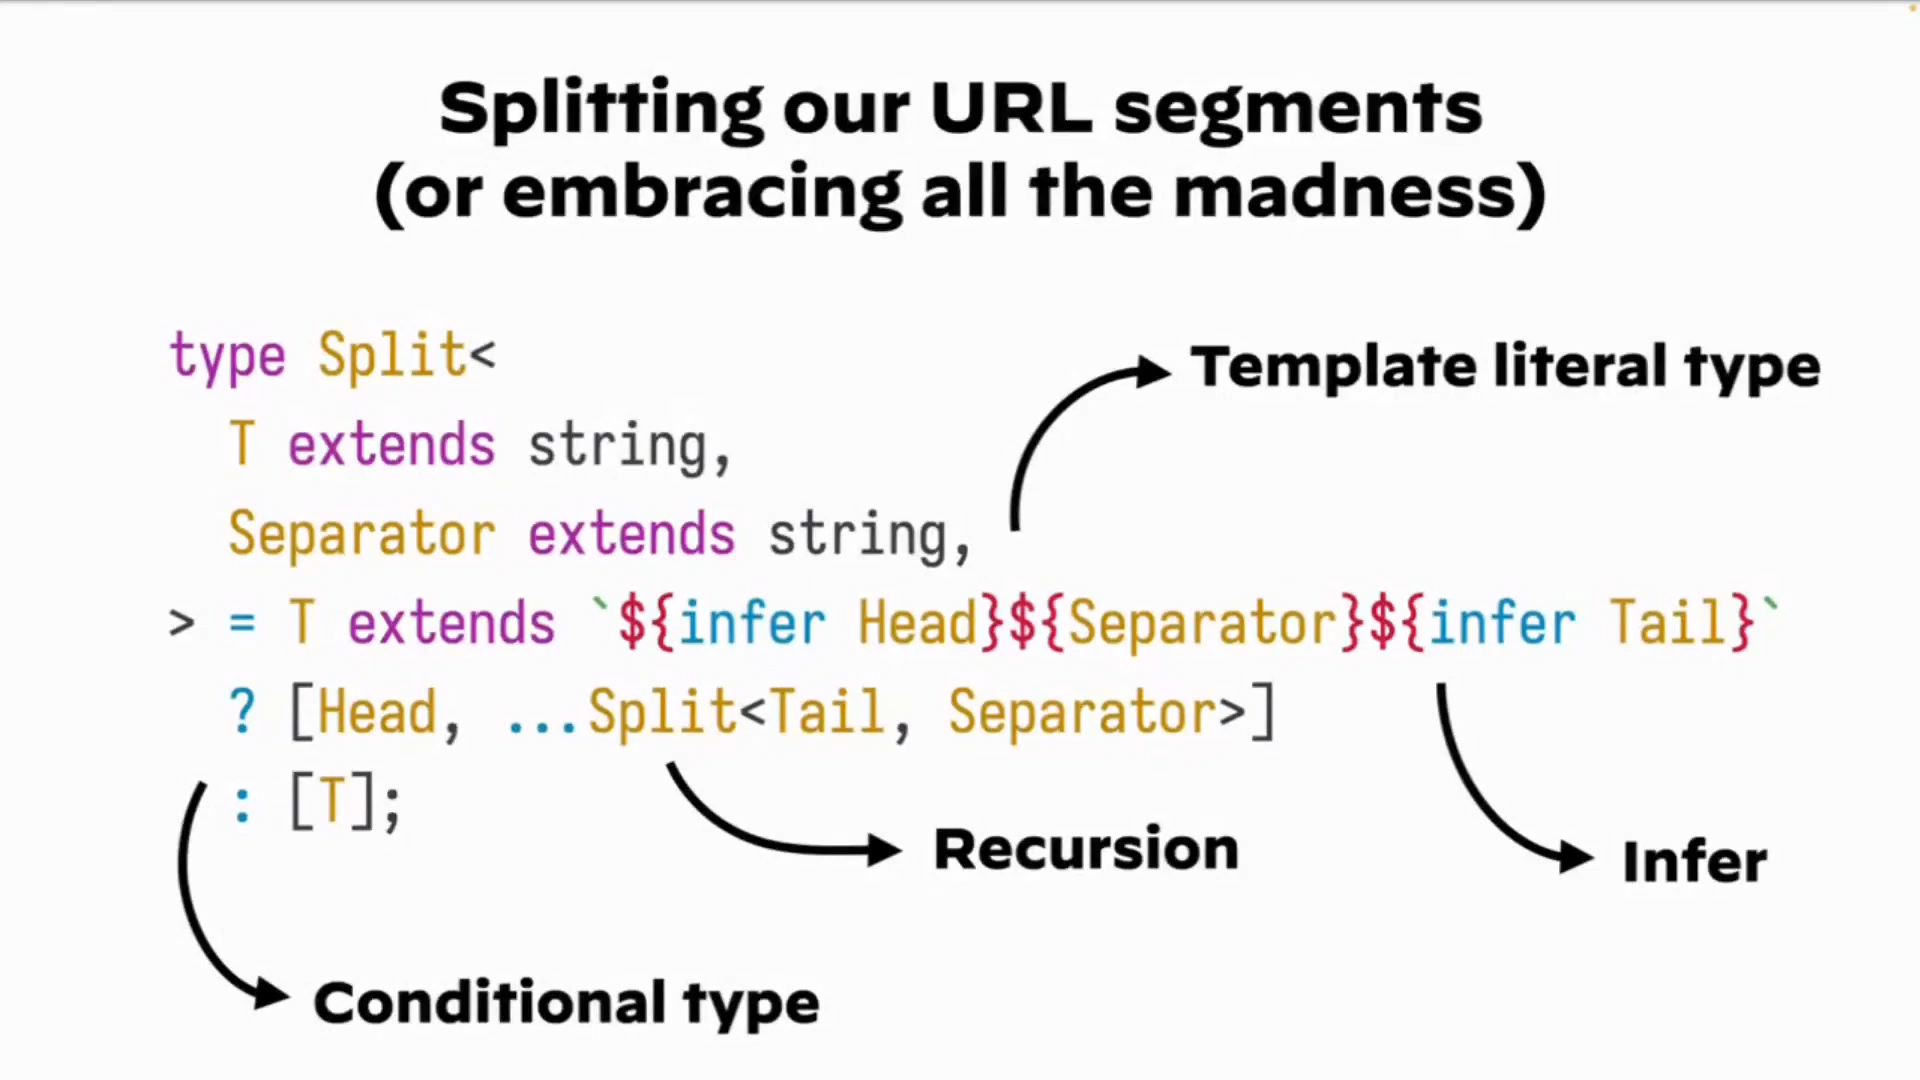 Splitting our URL segments
(or embracing all the madness)
type Split<
Template literal type
T extends string,
Separator extends string,
> = T extends `${infer Head}${Separator}${infer Tail}`
? [Head, ...Split<Tail, Separator>]
: [T];
Recursion
Infer
Conditional type